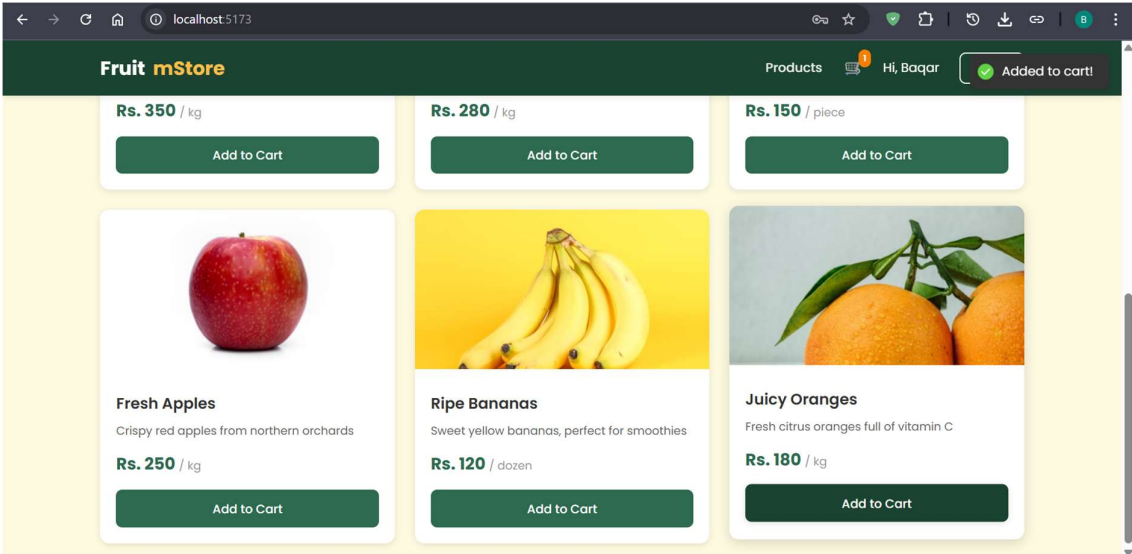 localhost:5173
B
Fruit mStore
Products
1
Hi, Baqar
Added to cart!
Rs. 350 / kg
Rs. 280 / kg
Rs. 150 / piece
Add to Cart
Add to Cart
Add to Cart
Fresh Apples
Crispy red apples from northern orchards
Rs. 250 / kg
Add to Cart
Ripe Bananas
Sweet yellow bananas, perfect for smoothies
Rs. 120 / dozen
Add to Cart
Juicy Oranges
Fresh citrus oranges full of vitamin C
Rs. 180 / kg
Add to Cart